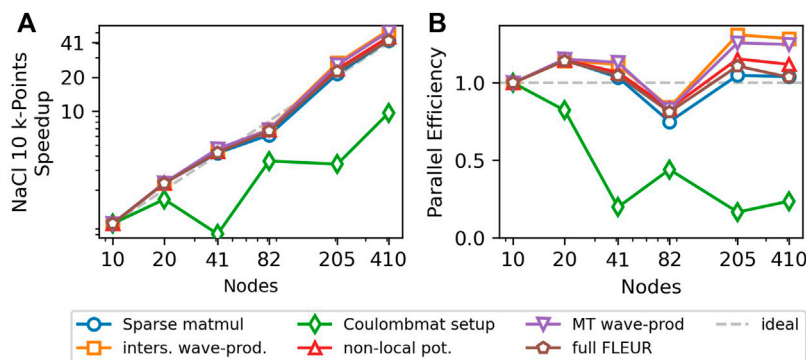 A
B
NaCl 10 k-Points
Speedup
41
20
10
10 20 41 82 205 410
Nodes
Parallel Efficiency
1.0
0.5
0.0
10 20 41 82 205 410
Nodes
Sparse matmul Coulombmat setup MT wave-prod ideal
inters. wave-prod. non-local pot. full FLEUR